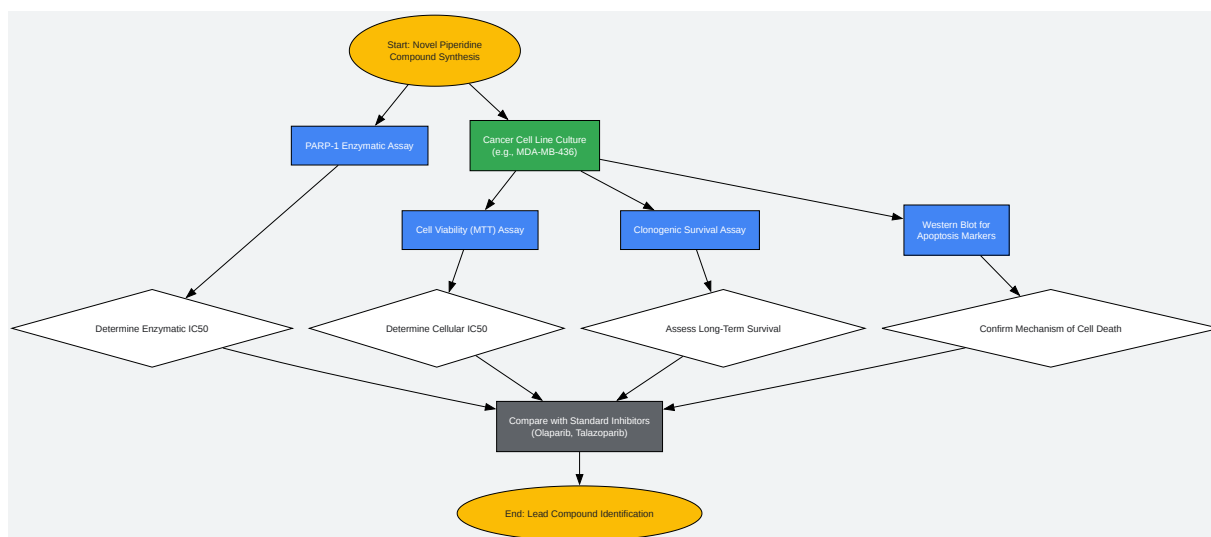 Start: Novel Piperidine
Compound Synthesis
PARP-1 Enzymatic Assay
Cancer Cell Line Culture
(e.g., MDA-MB-436)
Cell Viability (MTT) Assay
Clonogenic Survival Assay
Western Blot for
Apoptosis Markers
Determine Enzymatic IC50
Determine Cellular IC50
Assess Long-Term Survival
Confirm Mechanism of Cell Death
Compare with Standard Inhibitors
(Olaparib, Talazoparib)
End: Lead Compound Identification